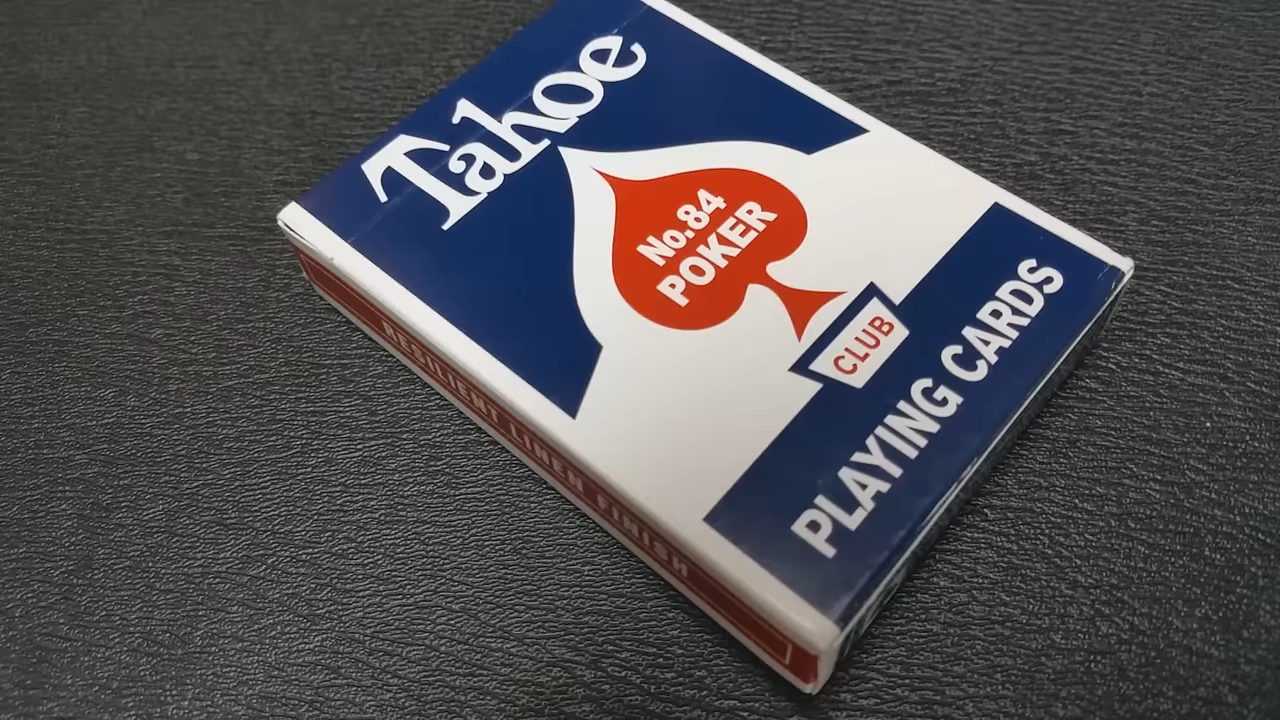 Tahoe
No.84
POKER
CLUB
PLAYING CARDS
RESILIENT LINEN FINISH